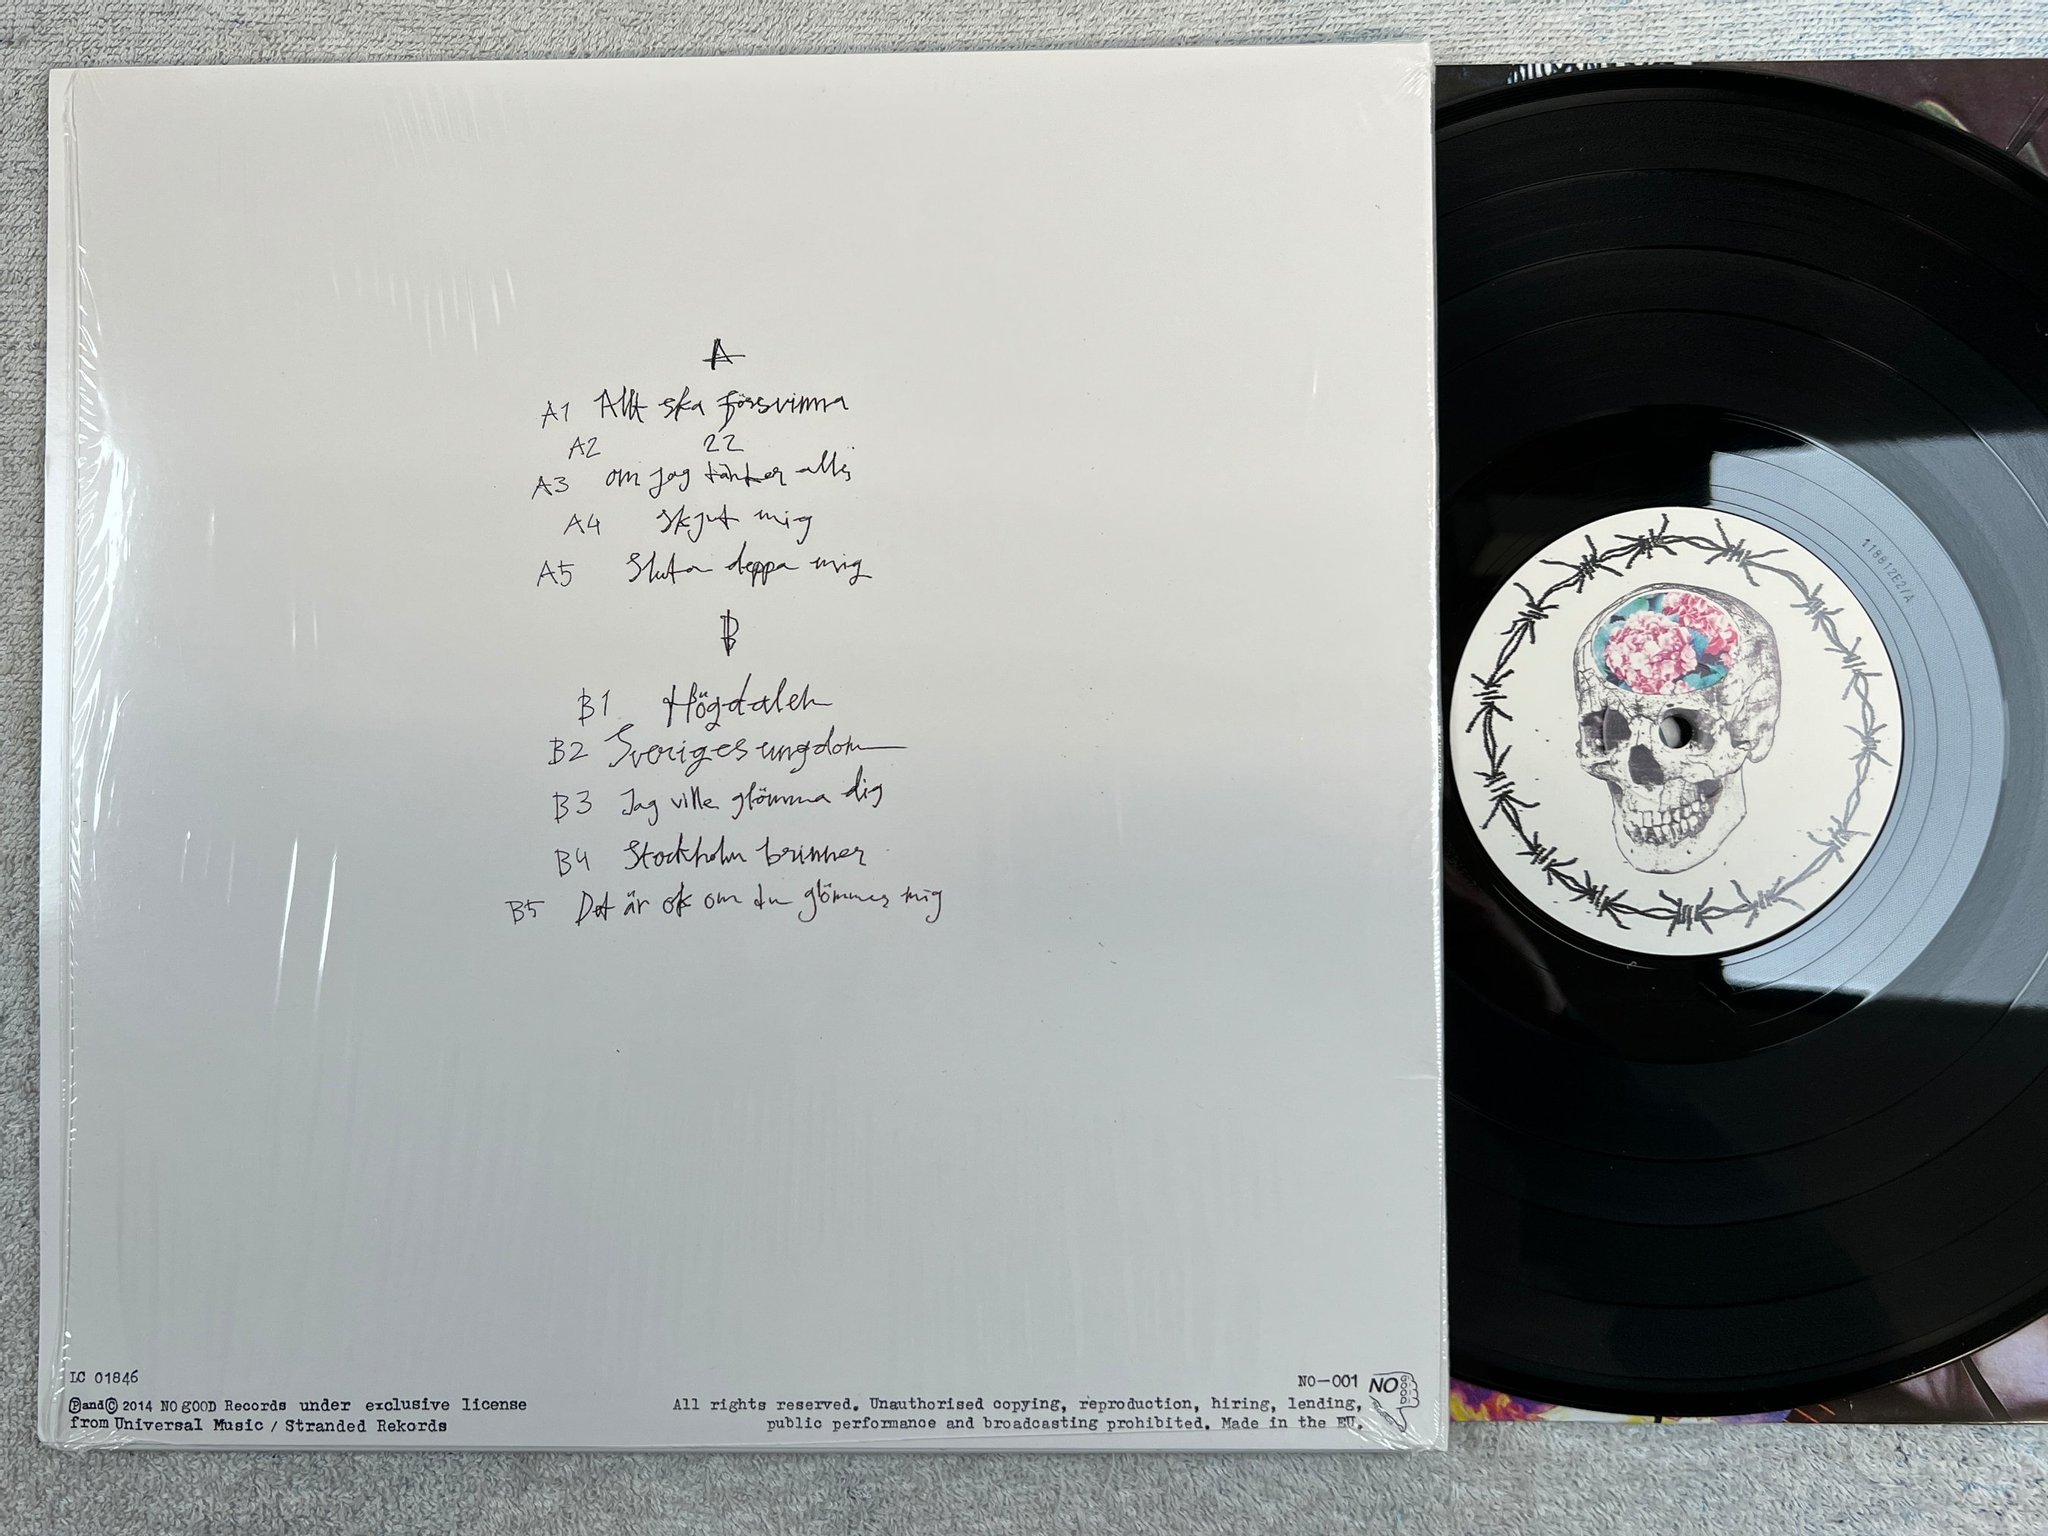 A
A1 Allt ska försvinna
A2 22
A3 om jag tänker alls
A4 Skjut mig
A5 Sluta deppa mig
B
B1 Högdalen
B2 Sveriges ungdom
B3 Jag ville glömma dig
B4 Stockholm brinner
B5 Det är ok om du glömmer mig
LC 01846
Ⓟand© 2014 NO GOOD Records under exclusive license
from Universal Music / Stranded Rekords
NO-001
NO GOOD
All rights reserved. Unauthorised copying, reproduction, hiring, lending,
public performance and broadcasting prohibited. Made in the EU.
118812E2/A